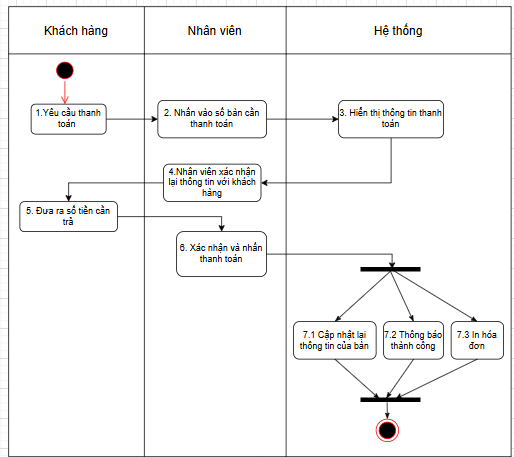 Khách hàng
Nhân viên
Hệ thống
1.Yêu cầu thanh
toán
2. Nhấn vào số bàn cần
thanh toán
3. Hiển thị thông tin thanh
toán
4.Nhân viên xác nhận
lại thông tin với khách
hàng
5. Đưa ra số tiền cần
trả
6. Xác nhận và nhấn
thanh toán
7.1 Cập nhật lại
thông tin của bàn
7.2 Thông báo
thành công
7.3 In hóa
đơn